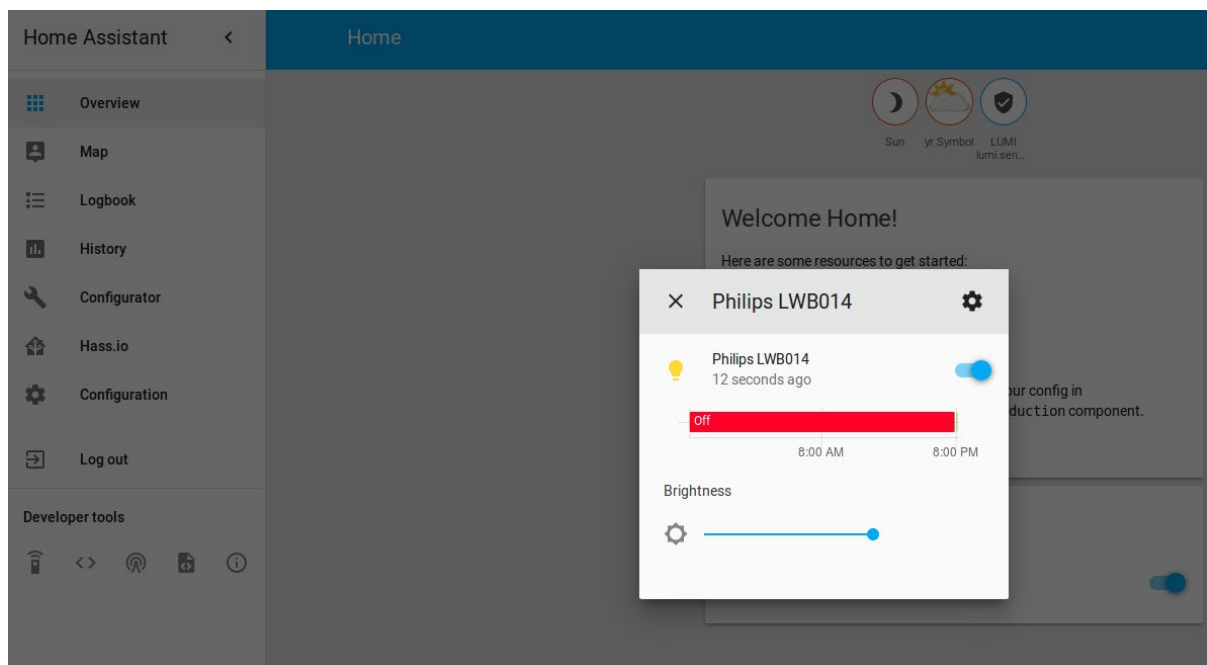 Home Assistant
Home
Overview
Map
Logbook
History
Configurator
Hass.io
Configuration
Log out
Developer tools
Sun
yr Symbol
LUMI
lumi.sen...
Welcome Home!
Here are some resources to get started:
our config in
duction component.
Philips LWB014
Philips LWB014
12 seconds ago
Off
8:00 AM
8:00 PM
Brightness